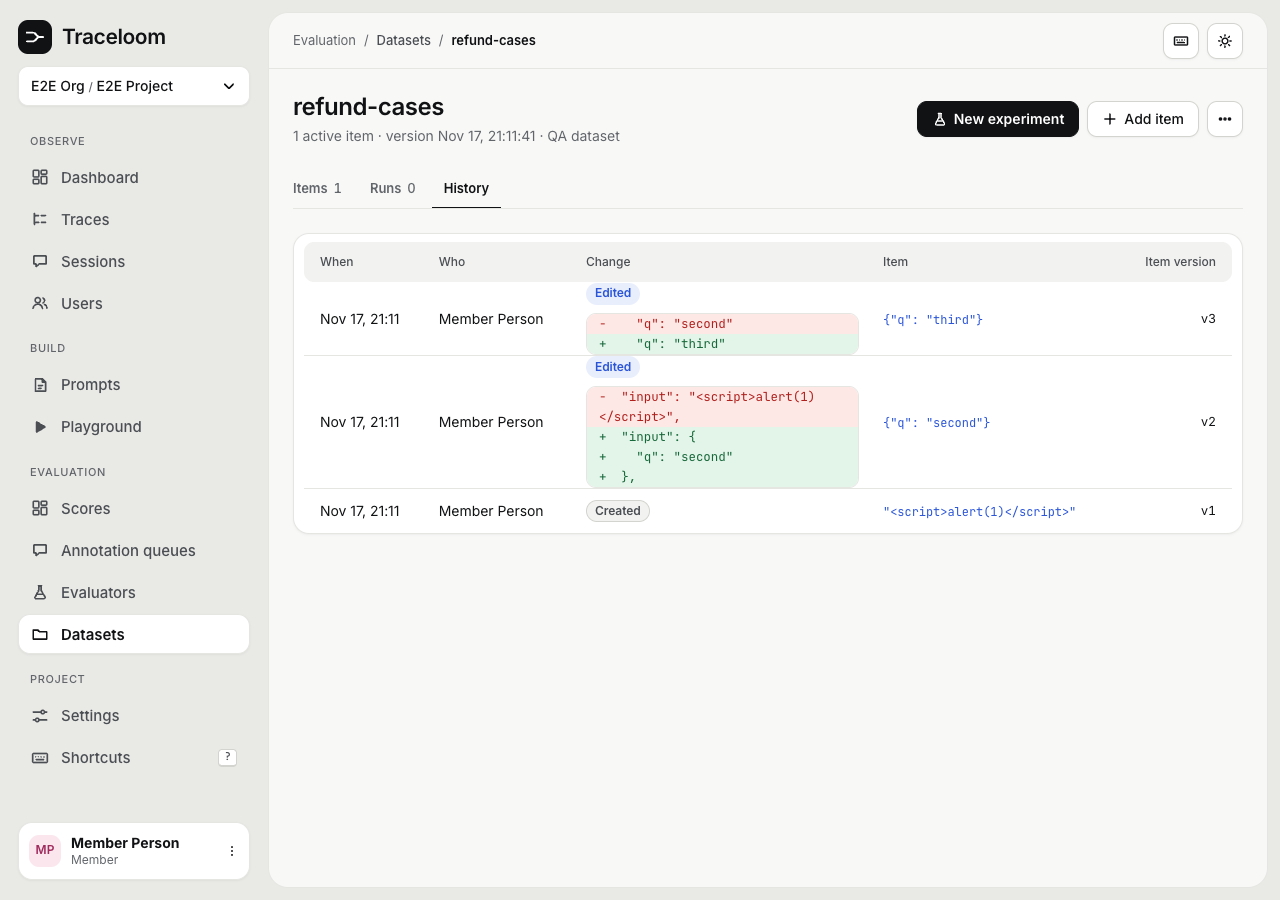 Traceloom
E2E Org / E2E Project
OBSERVE
Dashboard
Traces
Sessions
Users
BUILD
Prompts
Playground
EVALUATION
Scores
Annotation queues
Evaluators
Datasets
PROJECT
Settings
Shortcuts ?
MP Member Person
Member
Evaluation / Datasets / refund-cases
refund-cases
1 active item · version Nov 17, 21:11:41 · QA dataset
New experiment
Add item
Items 1 Runs 0 History
When Who Change Item Item version
Edited
Nov 17, 21:11 Member Person {"q": "third"} v3
-    "q": "second"
+    "q": "third"
Edited
Nov 17, 21:11 Member Person {"q": "second"} v2
-  "input": "<script>alert(1)
</script>",
+  "input": {
+    "q": "second"
+  },
Nov 17, 21:11 Member Person Created "<script>alert(1)</script>" v1